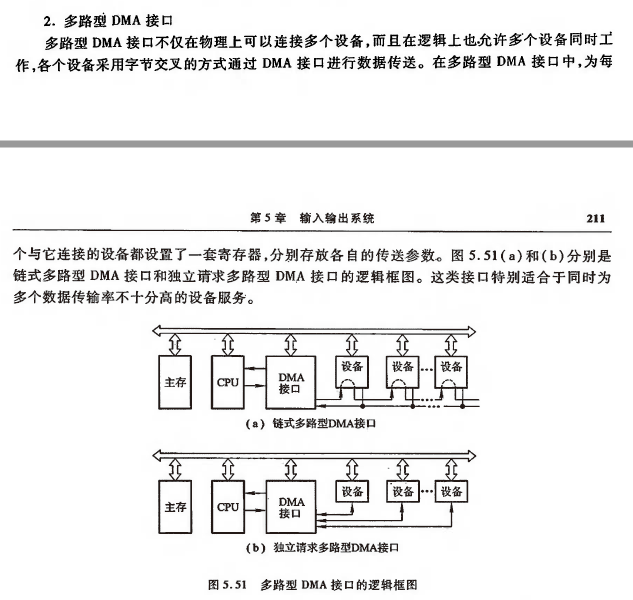 2. 多路型 DMA 接口
多路型 DMA 接口不仅在物理上可以连接多个设备,而且在逻辑上也允许多个设备同时工
作,各个设备采用字节交叉的方式通过 DMA 接口进行数据传送。在多路型 DMA 接口中,为每
第 5 章 输入输出系统 211
个与它连接的设备都设置了一套寄存器,分别存放各自的传送参数。图 5.51(a)和(b)分别是
链式多路型 DMA 接口和独立请求多路型 DMA 接口的逻辑框图。这类接口特别适合于同时为
多个数据传输率不十分高的设备服务。
主存 CPU DMA 接口 设备 设备 … 设备
(a) 链式多路型DMA接口
主存 CPU DMA 接口 设备 设备 … 设备
(b) 独立请求多路型DMA接口
图 5.51 多路型 DMA 接口的逻辑框图